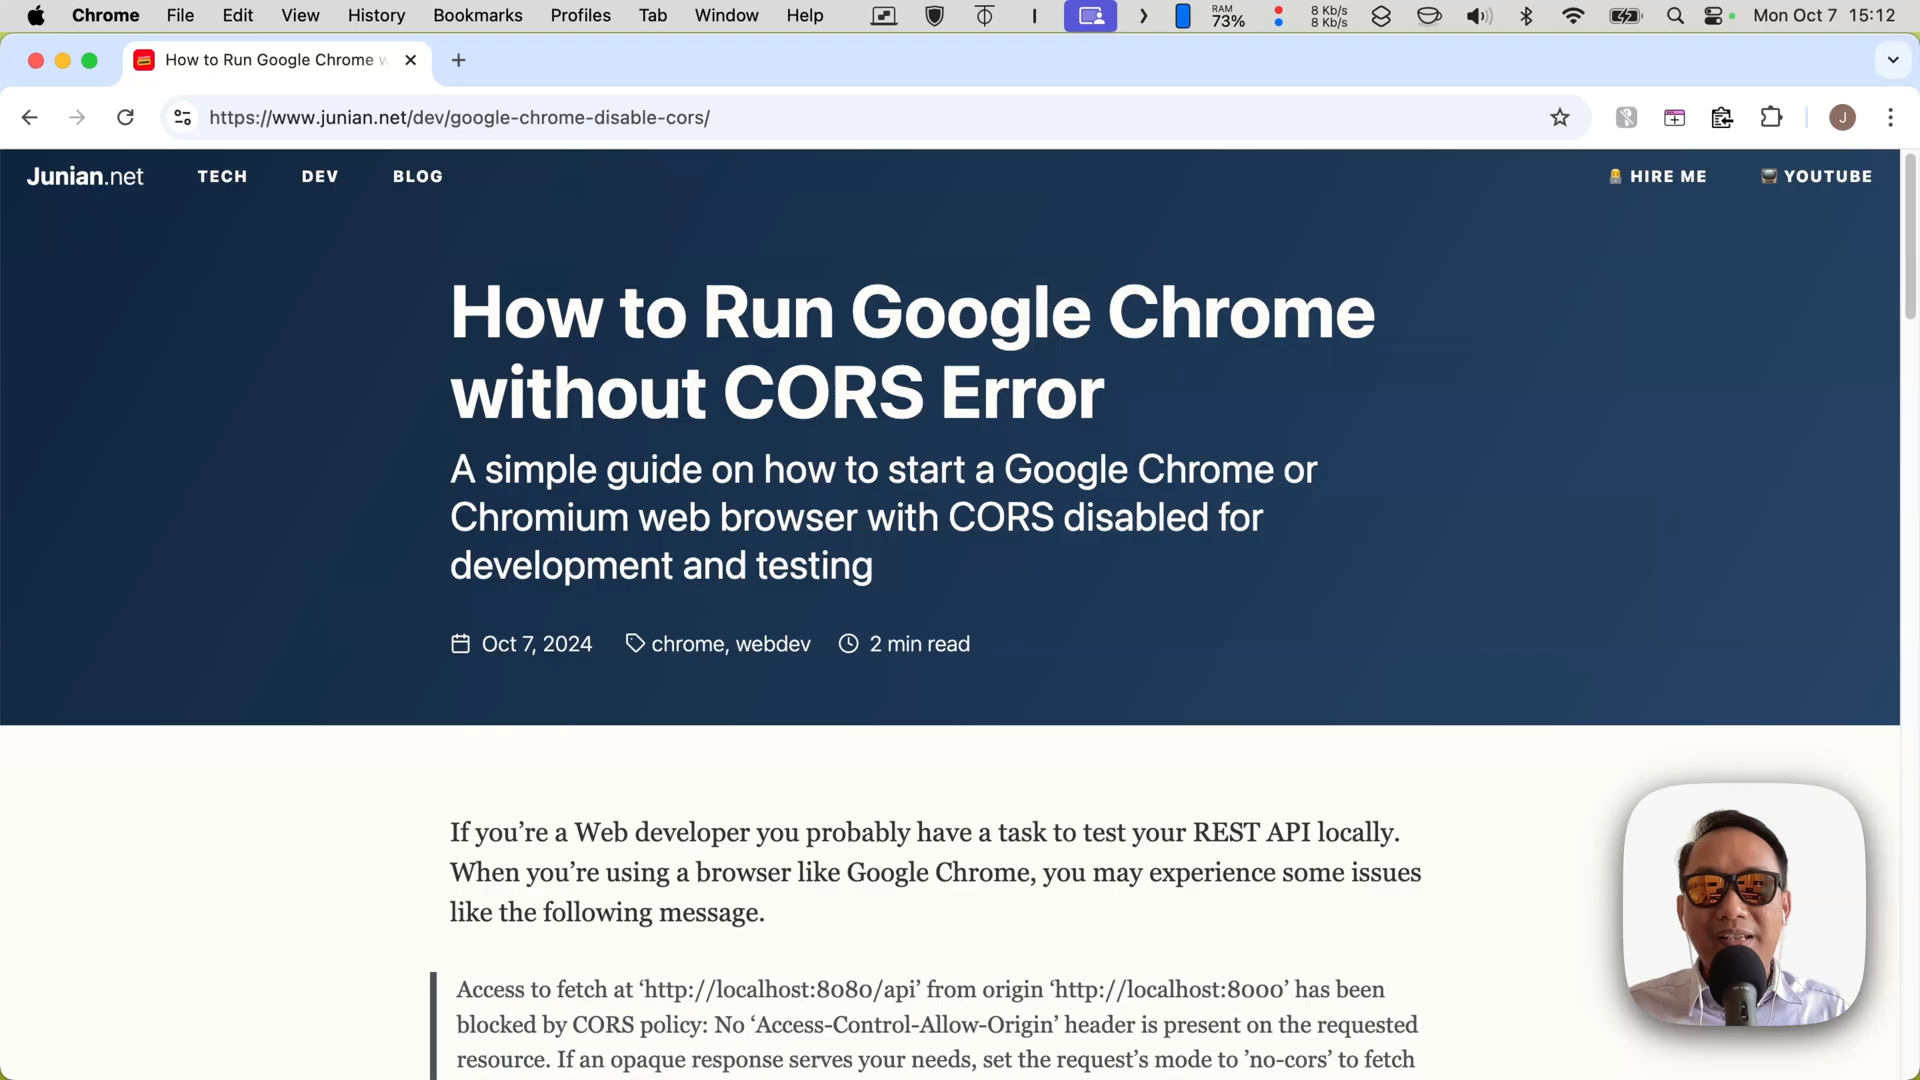 Chrome File Edit View History Bookmarks Profiles Tab Window Help RAM 73% 8 Kb/s 8 Kb/s Mon Oct 7 15:12
How to Run Google Chrome w
https://www.junian.net/dev/google-chrome-disable-cors/ J
Junian.net TECH DEV BLOG HIRE ME YOUTUBE
How to Run Google Chrome
without CORS Error
A simple guide on how to start a Google Chrome or
Chromium web browser with CORS disabled for
development and testing
Oct 7, 2024 chrome, webdev 2 min read
If you’re a Web developer you probably have a task to test your REST API locally.
When you’re using a browser like Google Chrome, you may experience some issues
like the following message.
Access to fetch at ‘http://localhost:8080/api’ from origin ‘http://localhost:8000’ has been
blocked by CORS policy: No ‘Access-Control-Allow-Origin’ header is present on the requested
resource. If an opaque response serves your needs, set the request’s mode to ’no-cors’ to fetch